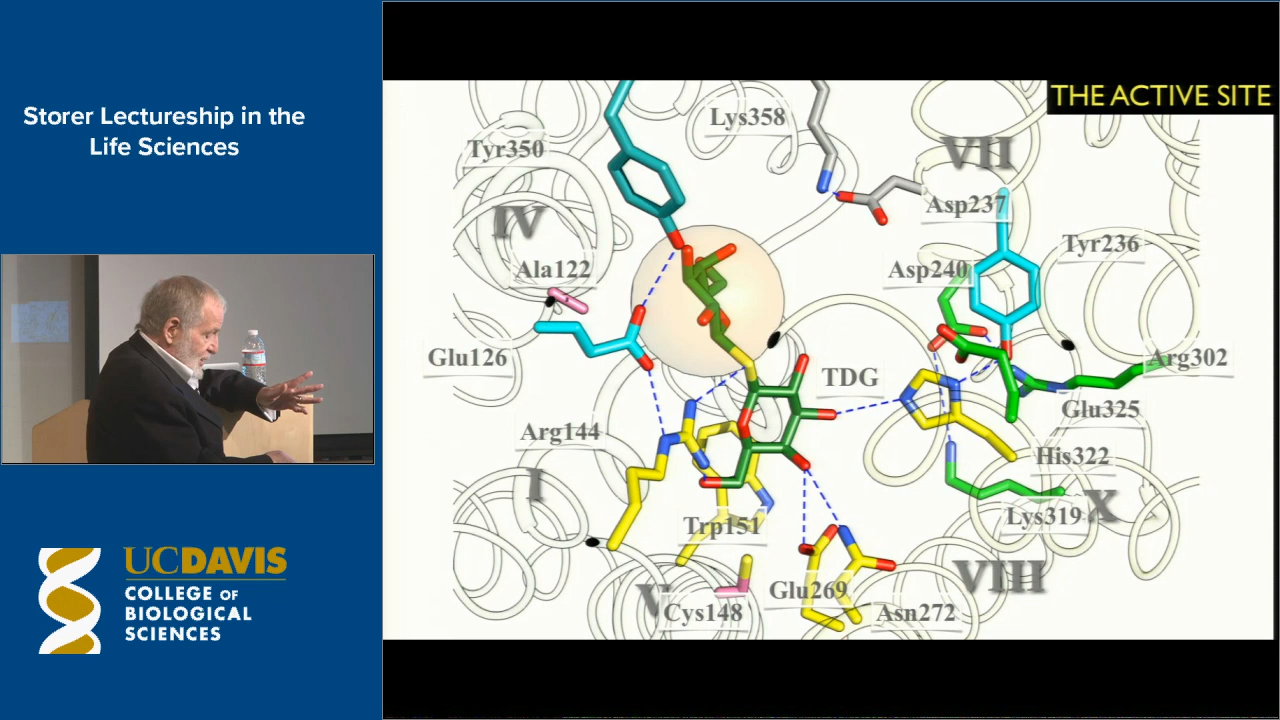 Storer Lectureship in the
Life Sciences
UCDAVIS
COLLEGE OF
BIOLOGICAL
SCIENCES
THE ACTIVE SITE
Lys358
Tyr350
VII
Asp237
IV
Tyr236
Ala122
Asp240
Glu126
Arg302
TDG
Glu325
Arg144
His322
I
X
Lys319
Trp151
VIII
Glu269
V
Cys148
Asn272